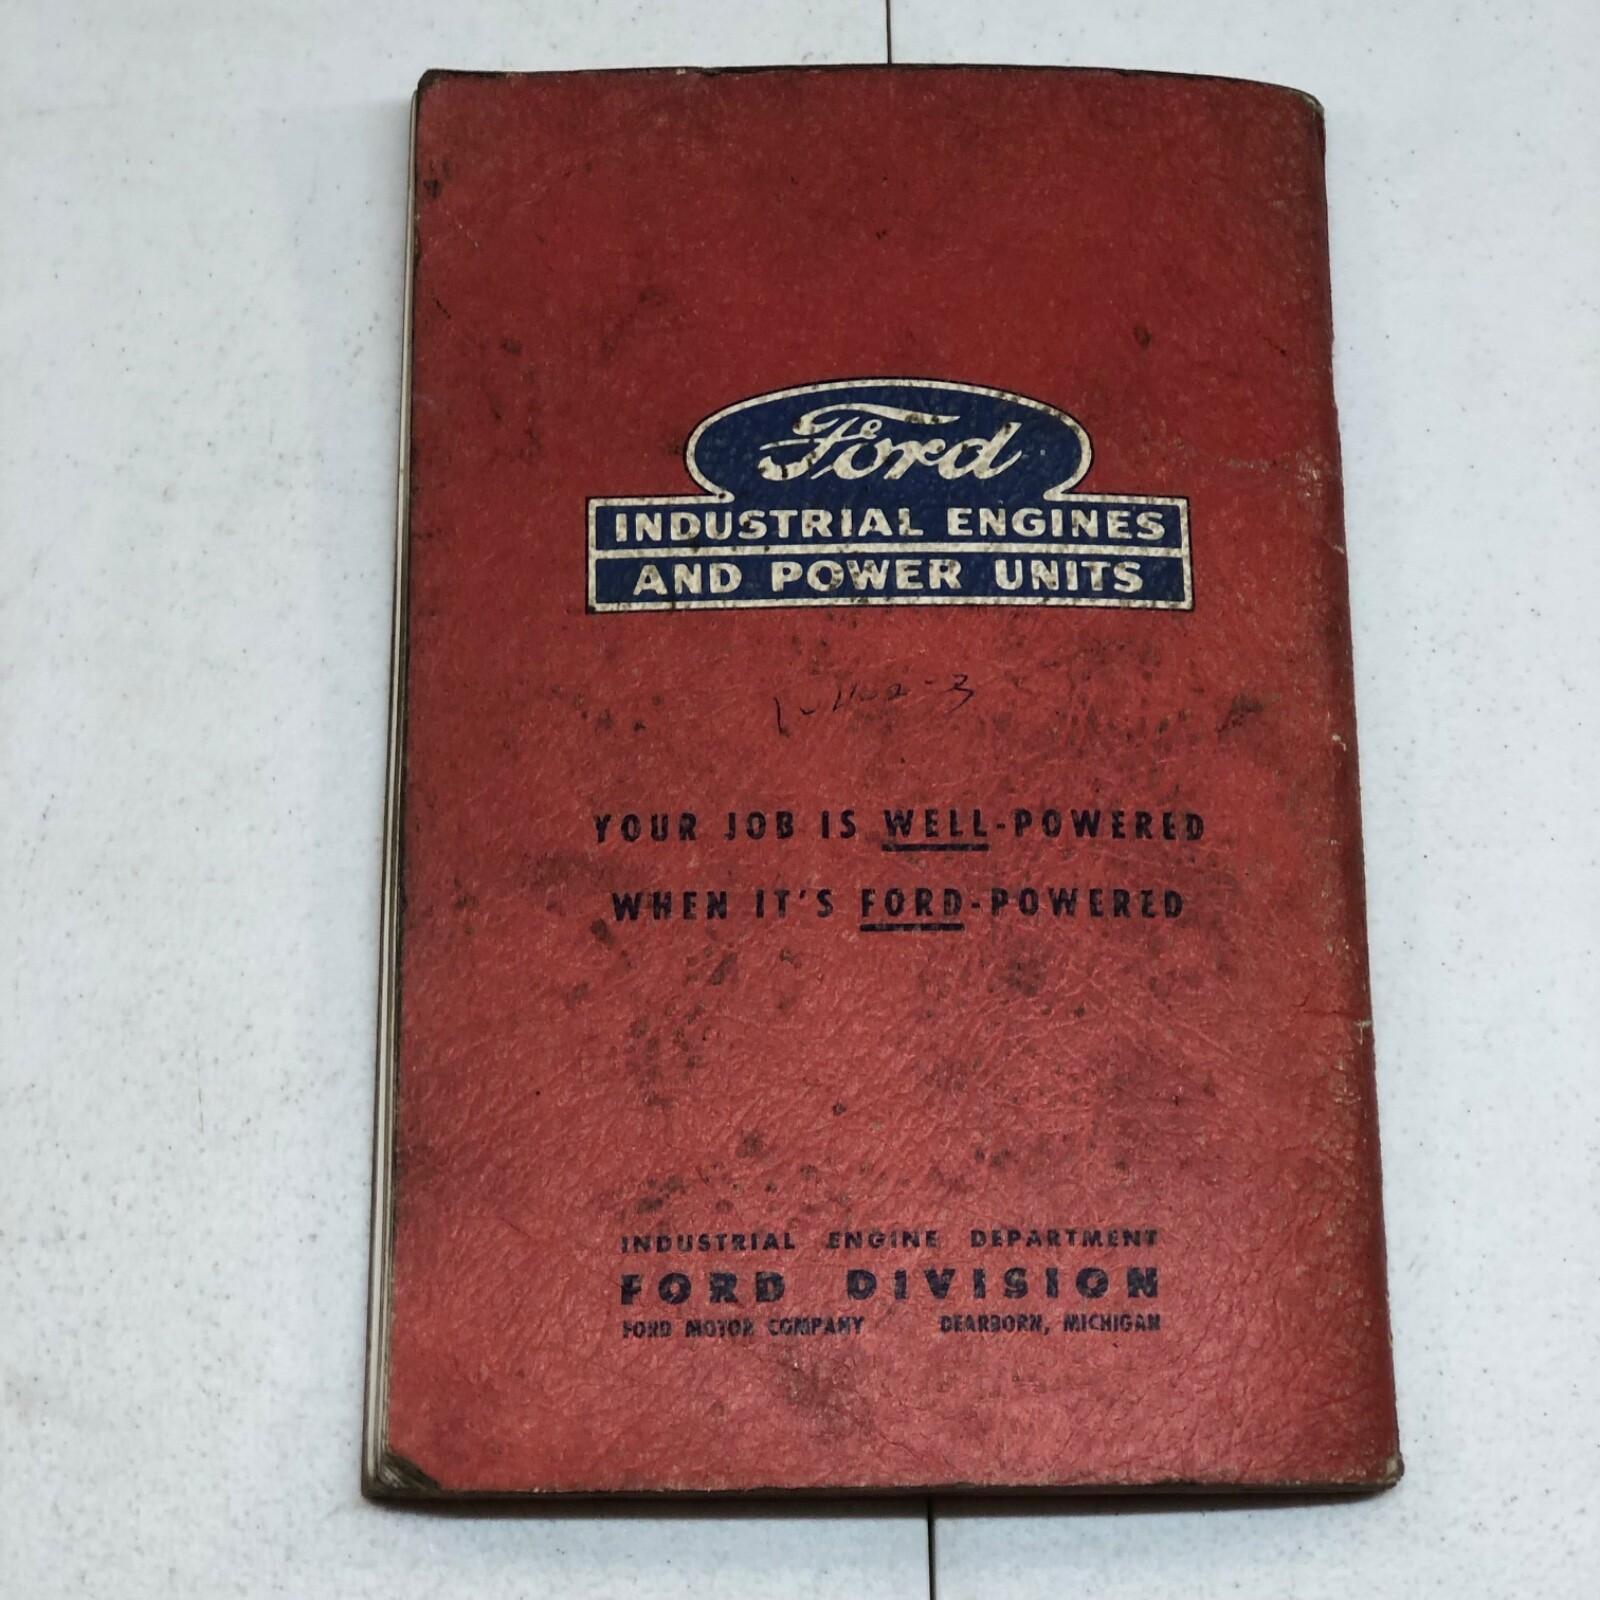 Ford
INDUSTRIAL ENGINES
AND POWER UNITS
YOUR JOB IS WELL-POWERED
WHEN IT'S FORD-POWERED
INDUSTRIAL ENGINE DEPARTMENT
FORD DIVISION
FORD MOTOR COMPANY DEARBORN, MICHIGAN